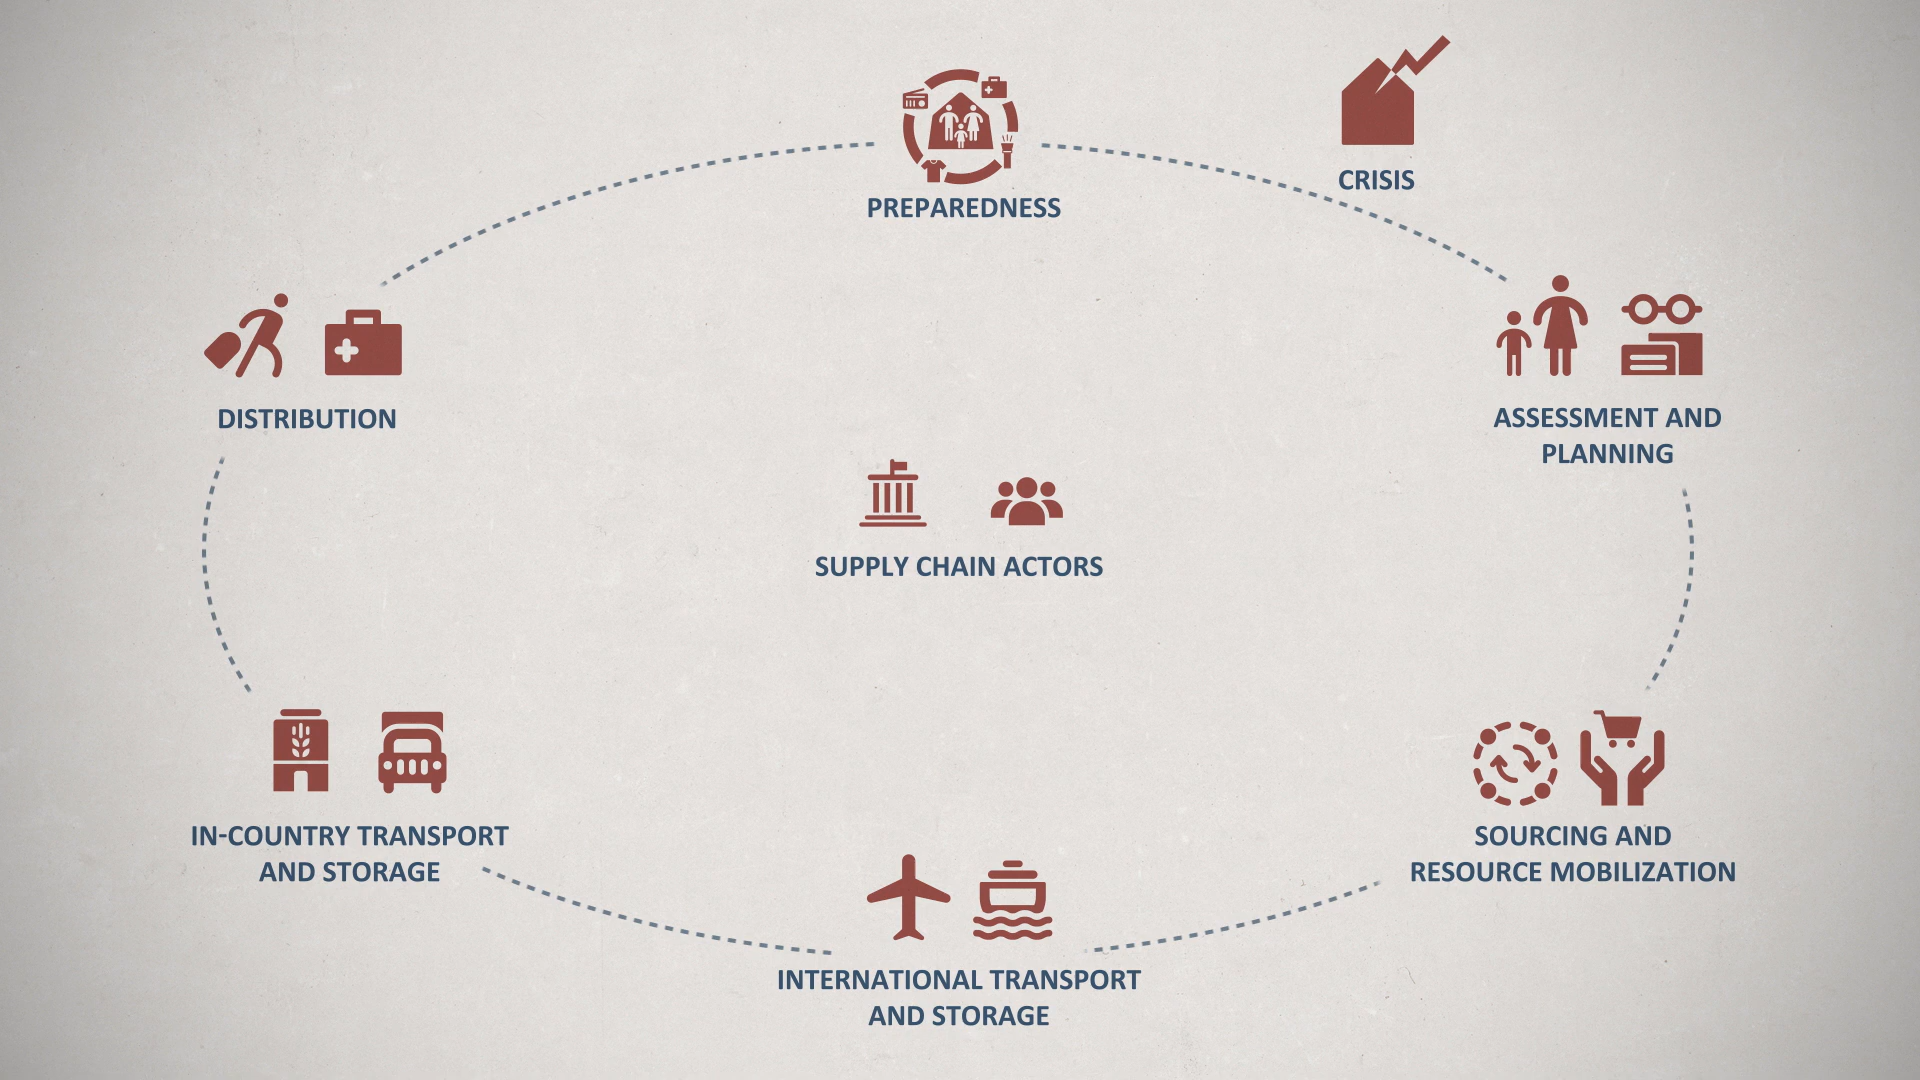 CRISIS
PREPAREDNESS
DISTRIBUTION
ASSESSMENT AND
PLANNING
SUPPLY CHAIN ACTORS
IN-COUNTRY TRANSPORT
AND STORAGE
SOURCING AND
RESOURCE MOBILIZATION
INTERNATIONAL TRANSPORT
AND STORAGE